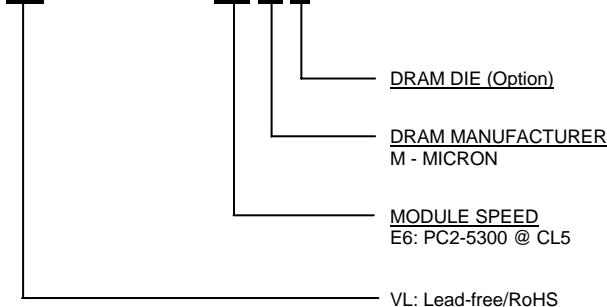 DRAM DIE (Option)
DRAM MANUFACTURER
M - MICRON
MODULE SPEED
E6: PC2-5300 @ CL5
VL: Lead-free/RoHS